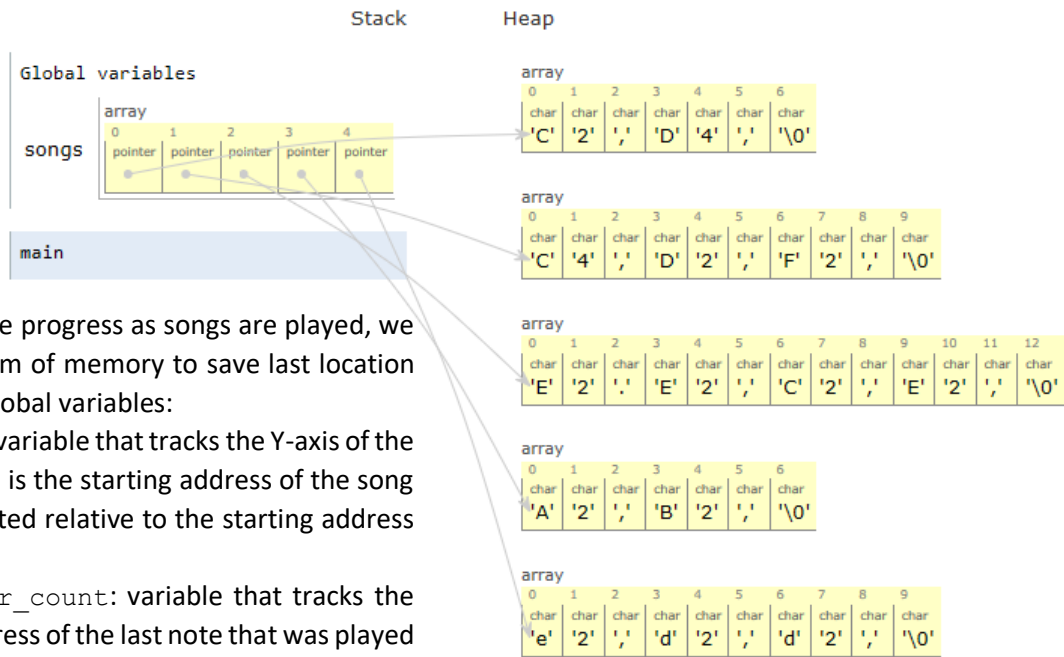 Stack Heap
Global variables
songs
array
0 1 2 3 4
pointer pointer pointer pointer pointer
main
array
0 1 2 3 4 5 6
char char char char char char char
'C' '2' ',' 'D' '4' ',' '\0'
array
0 1 2 3 4 5 6 7 8 9
char char char char char char char char char char
'C' '4' ',' 'D' '2' ',' 'F' '2' ',' '\0'
array
0 1 2 3 4 5 6 7 8 9 10 11 12
char char char char char char char char char char char char char
'E' '2' '.' 'E' '2' ',' 'C' '2' ',' 'E' '2' ',' '\0'
array
0 1 2 3 4 5 6
char char char char char char char
'A' '2' ',' 'B' '2' ',' '\0'
array
0 1 2 3 4 5 6 7 8 9
char char char char char char char char char char
'e' '2' ',' 'd' '2' ',' 'd' '2' ',' '\0'
e progress as songs are played, we
m of memory to save last location
obal variables:
variable that tracks the Y-axis of the
is the starting address of the song
ted relative to the starting address
r_count: variable that tracks the
ress of the last note that was played